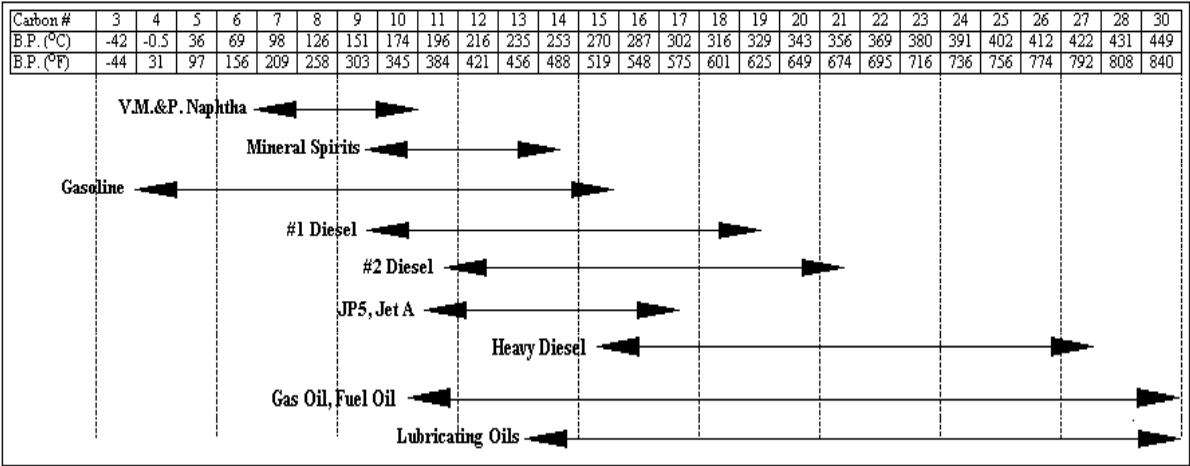 Carbon # 3 4 5 6 7 8 9 10 11 12 13 14 15 16 17 18 19 20 21 22 23 24 25 26 27 28 30
B.P. (°C) -42 -0.5 36 69 98 126 151 174 196 216 235 253 270 287 302 316 329 343 356 369 380 391 402 412 422 431 449
B.P. (°F) -44 31 97 156 209 258 303 345 384 421 456 488 519 548 575 601 625 649 674 695 716 736 756 774 792 808 840
V.M.&P. Naphtha
Mineral Spirits
Gasoline
#1 Diesel
#2 Diesel
JP5, Jet A
Heavy Diesel
Gas Oil, Fuel Oil
Lubricating Oils